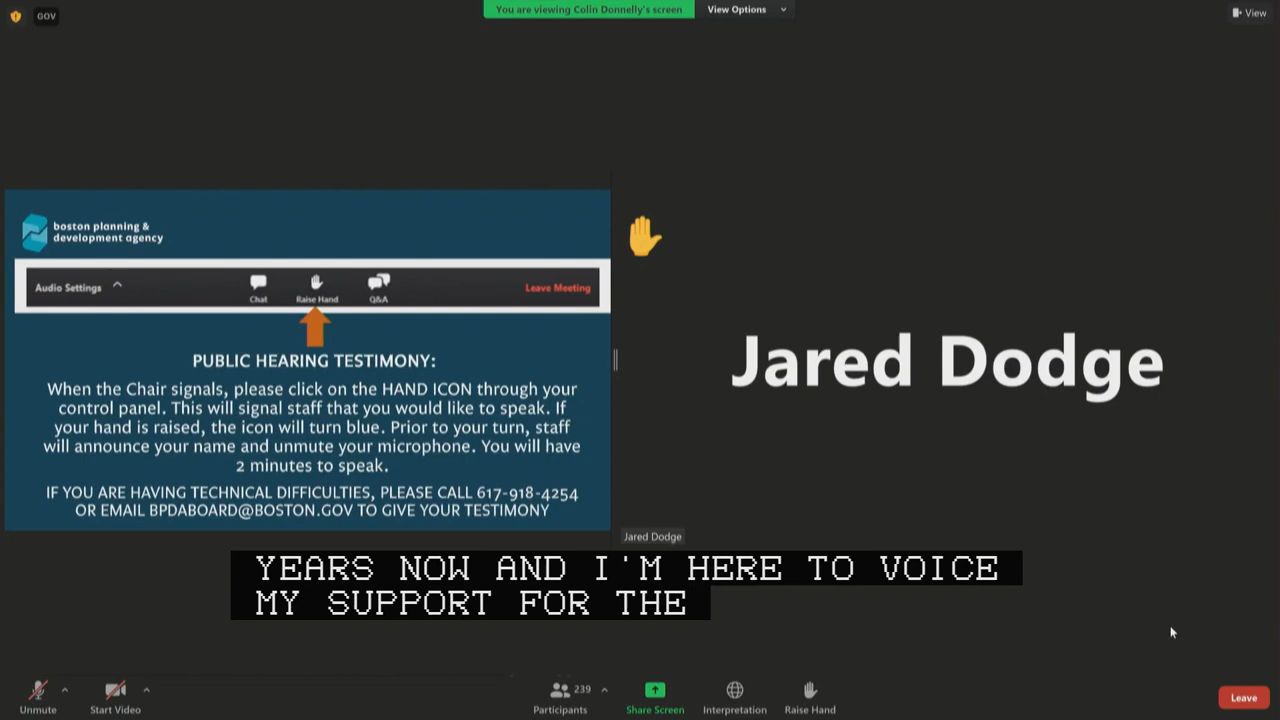 GOV
You are viewing Colin Donnelly's screen
View Options
View
boston planning &
development agency
Audio Settings
Chat
Raise Hand
Q&A
Leave Meeting
PUBLIC HEARING TESTIMONY:
When the Chair signals, please click on the HAND ICON through your
control panel. This will signal staff that you would like to speak. If
your hand is raised, the icon will turn blue. Prior to your turn, staff
will announce your name and unmute your microphone. You will have
2 minutes to speak.
IF YOU ARE HAVING TECHNICAL DIFFICULTIES, PLEASE CALL 617-918-4254
OR EMAIL BPDABOARD@BOSTON.GOV TO GIVE YOUR TESTIMONY
Jared Dodge
Jared Dodge
YEARS NOW AND I'M HERE TO VOICE
MY SUPPORT FOR THE
Unmute
Start Video
239
Participants
Share Screen
Interpretation
Raise Hand
Leave